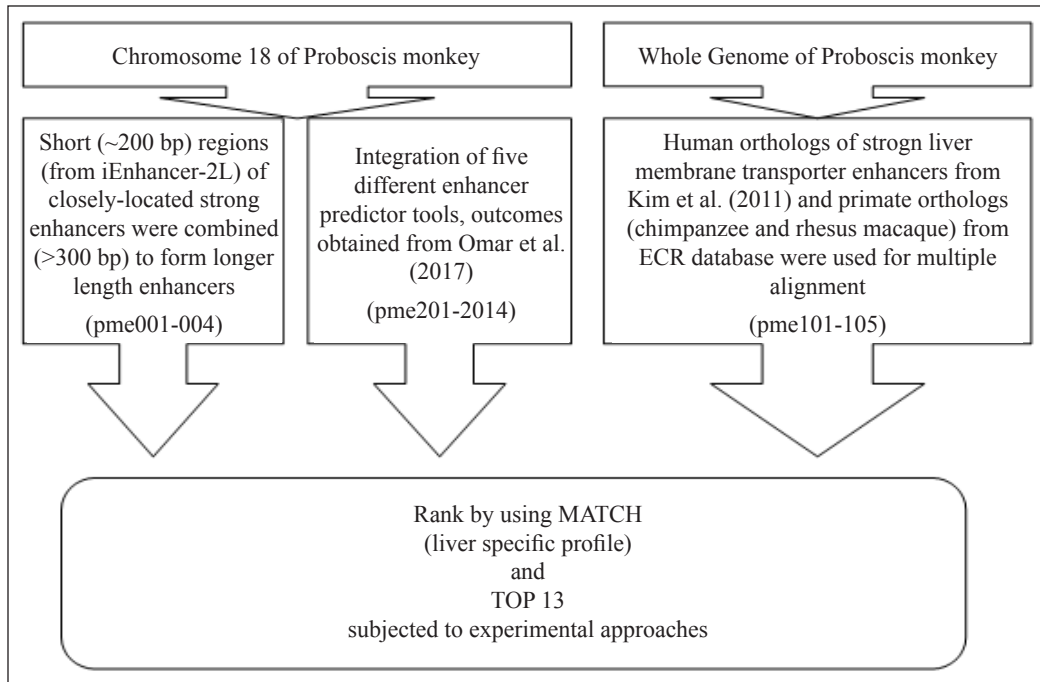 Chromosome 18 of Proboscis monkey
Whole Genome of Proboscis monkey
Short (~200 bp) regions
(from iEnhancer-2L) of
closely-located strong
enhancers were combined
(>300 bp) to form longer
length enhancers
(pme001-004)
Integration of five
different enhancer
predictor tools, outcomes
obtained from Omar et al.
(2017)
(pme201-2014)
Human orthologs of strogn liver
membrane transporter enhancers from
Kim et al. (2011) and primate orthologs
(chimpanzee and rhesus macaque) from
ECR database were used for multiple
alignment
(pme101-105)
Rank by using MATCH
(liver specific profile)
and
TOP 13
subjected to experimental approaches